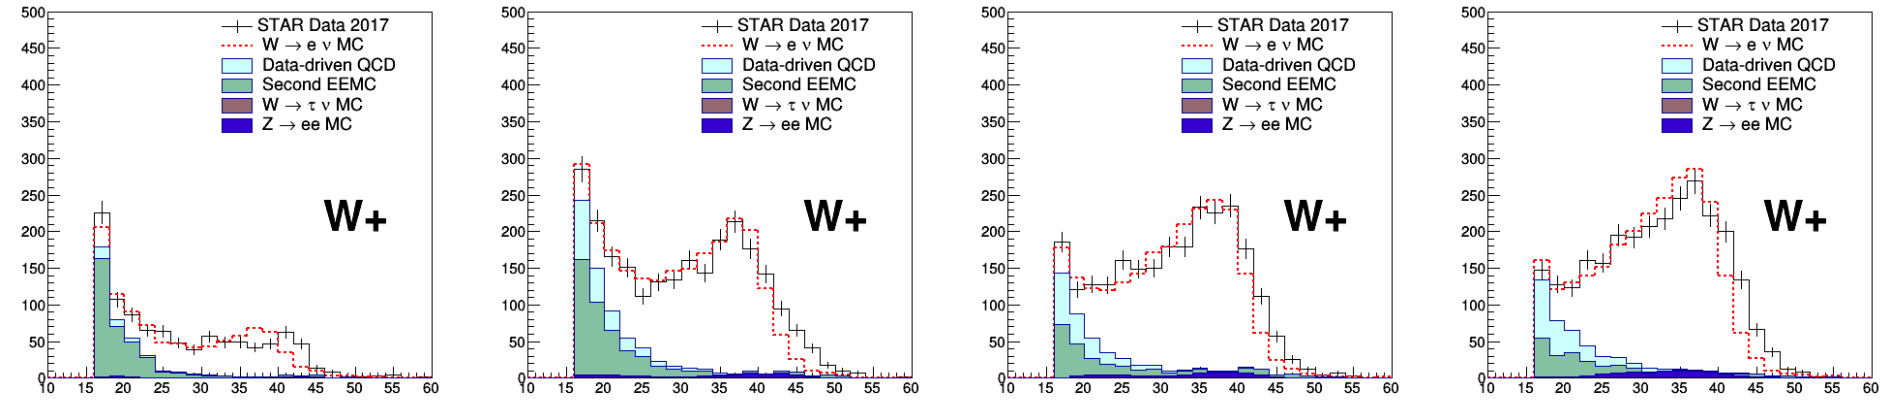 500
450
400
350
300
250
200
150
100
50
0
10 15 20 25 30 35 40 45 50 55 60
STAR Data 2017
W → e ν MC
Data-driven QCD
Second EEMC
W → τ ν MC
Z → ee MC
W+
500
450
400
350
300
250
200
150
100
50
0
10 15 20 25 30 35 40 45 50 55 60
STAR Data 2017
W → e ν MC
Data-driven QCD
Second EEMC
W → τ ν MC
Z → ee MC
W+
500
450
400
350
300
250
200
150
100
50
0
10 15 20 25 30 35 40 45 50 55 60
STAR Data 2017
W → e ν MC
Data-driven QCD
Second EEMC
W → τ ν MC
Z → ee MC
W+
500
450
400
350
300
250
200
150
100
50
0
10 15 20 25 30 35 40 45 50 55 60
STAR Data 2017
W → e ν MC
Data-driven QCD
Second EEMC
W → τ ν MC
Z → ee MC
W+